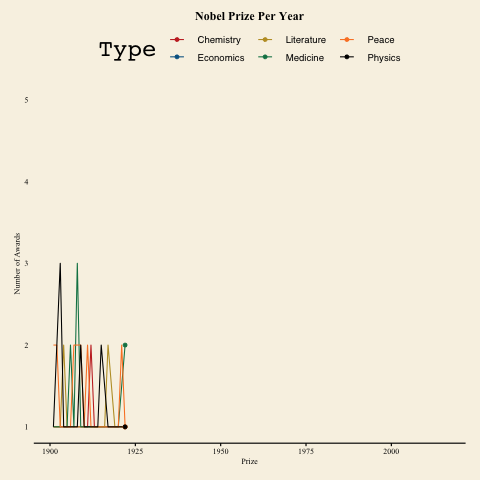 Nobel Prize Per Year
Type
Chemistry Literature Peace
Economics Medicine Physics
5
4
3
2
1
Number of Awards
1900 1925 1950 1975 2000
Prize